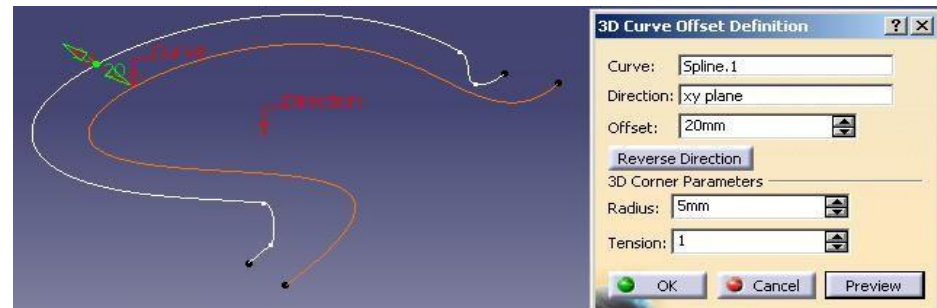 Curve
20
Direction
3D Curve Offset Definition
? X
Curve: Spline.1
Direction: xy plane
Offset: 20mm
Reverse Direction
3D Corner Parameters
Radius: 5mm
Tension: 1
OK Cancel Preview